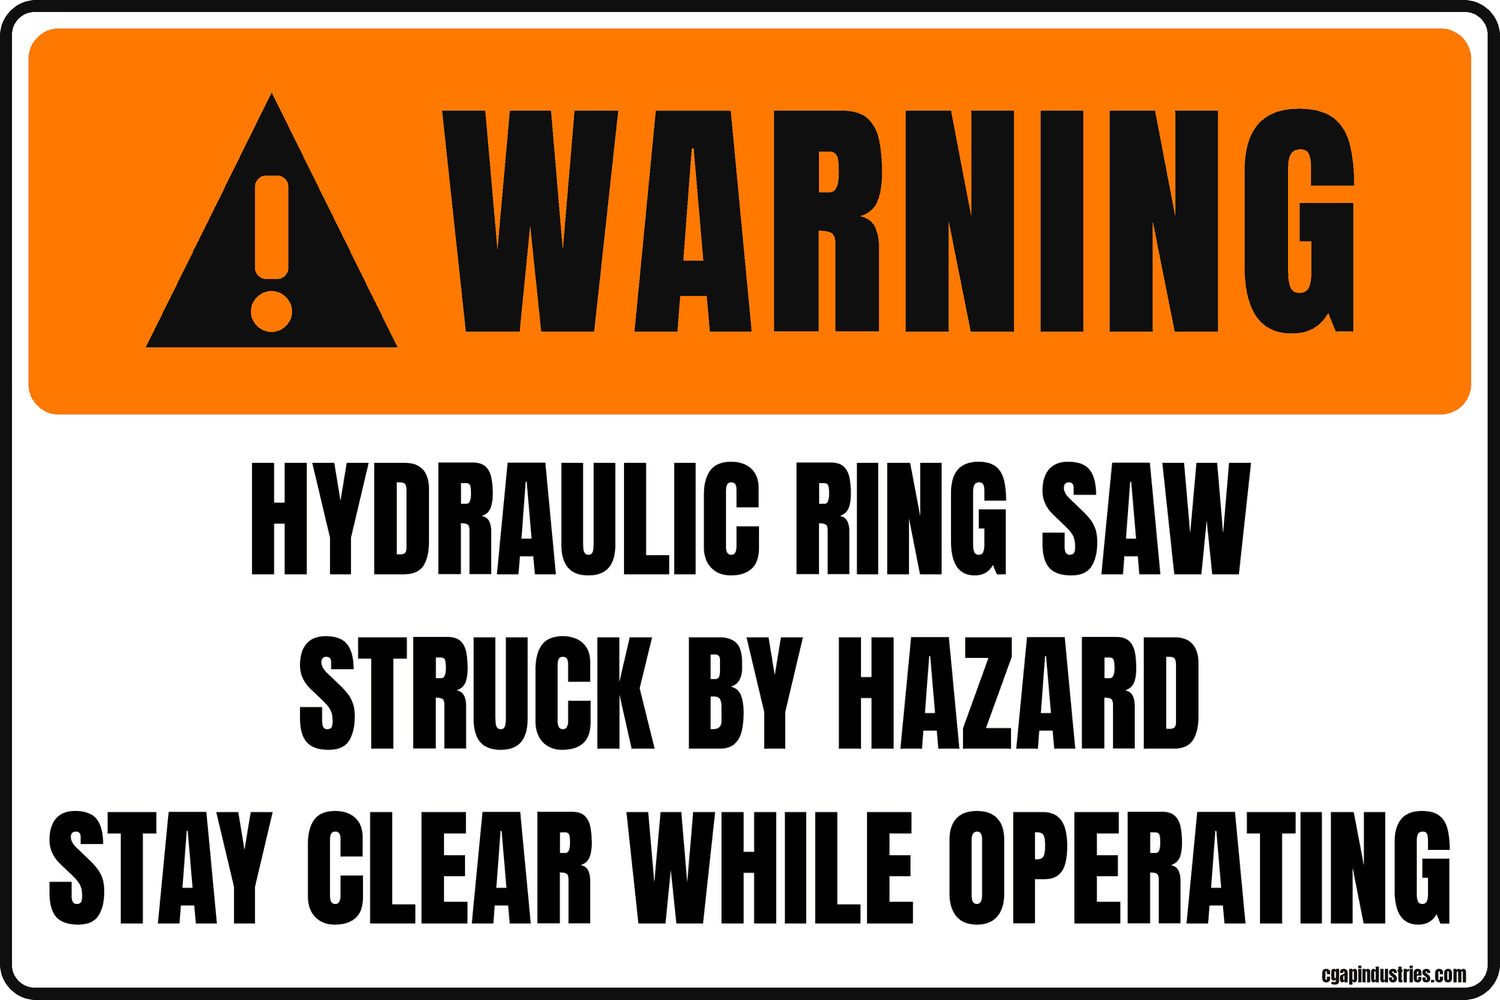 WARNING
HYDRAULIC RING SAW
STRUCK BY HAZARD
STAY CLEAR WHILE OPERATING
cgapindustries.com